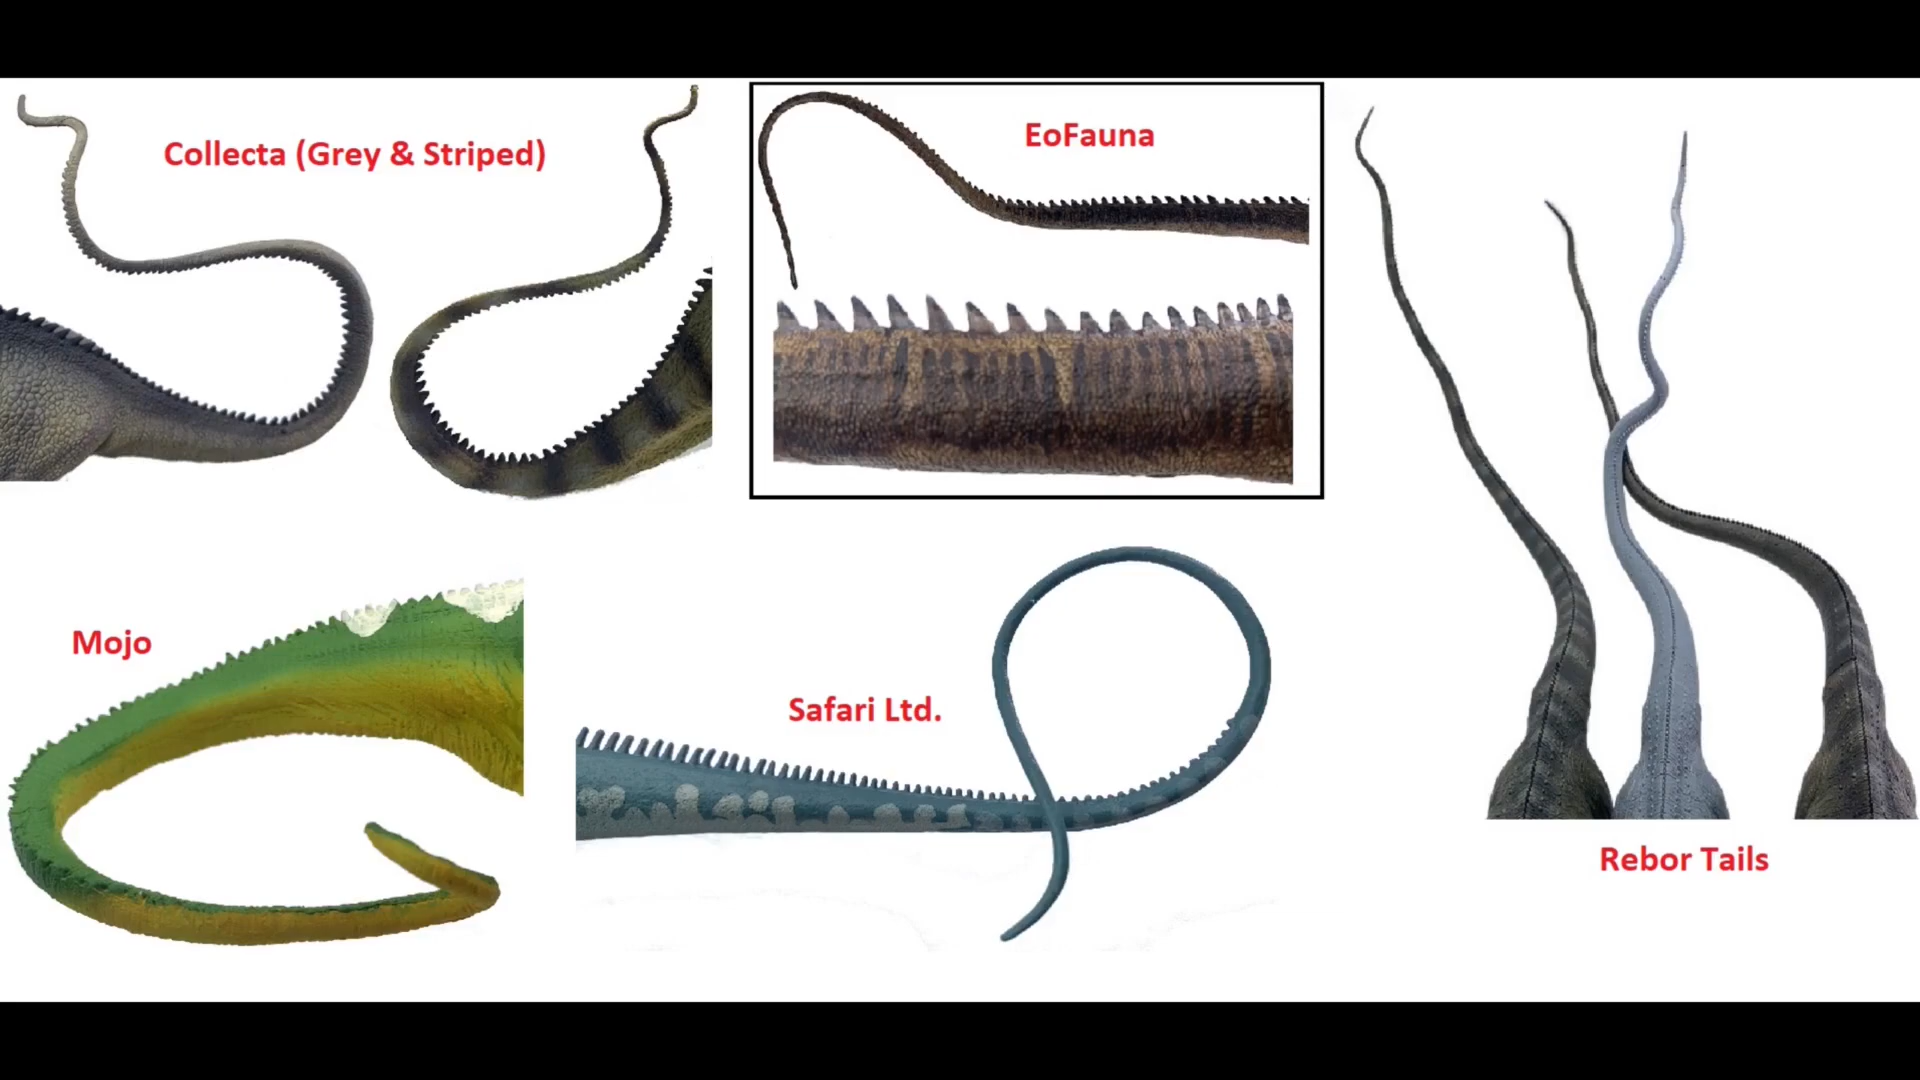 Collecta (Grey & Striped)
EoFauna
Mojo
Safari Ltd.
Rebor Tails